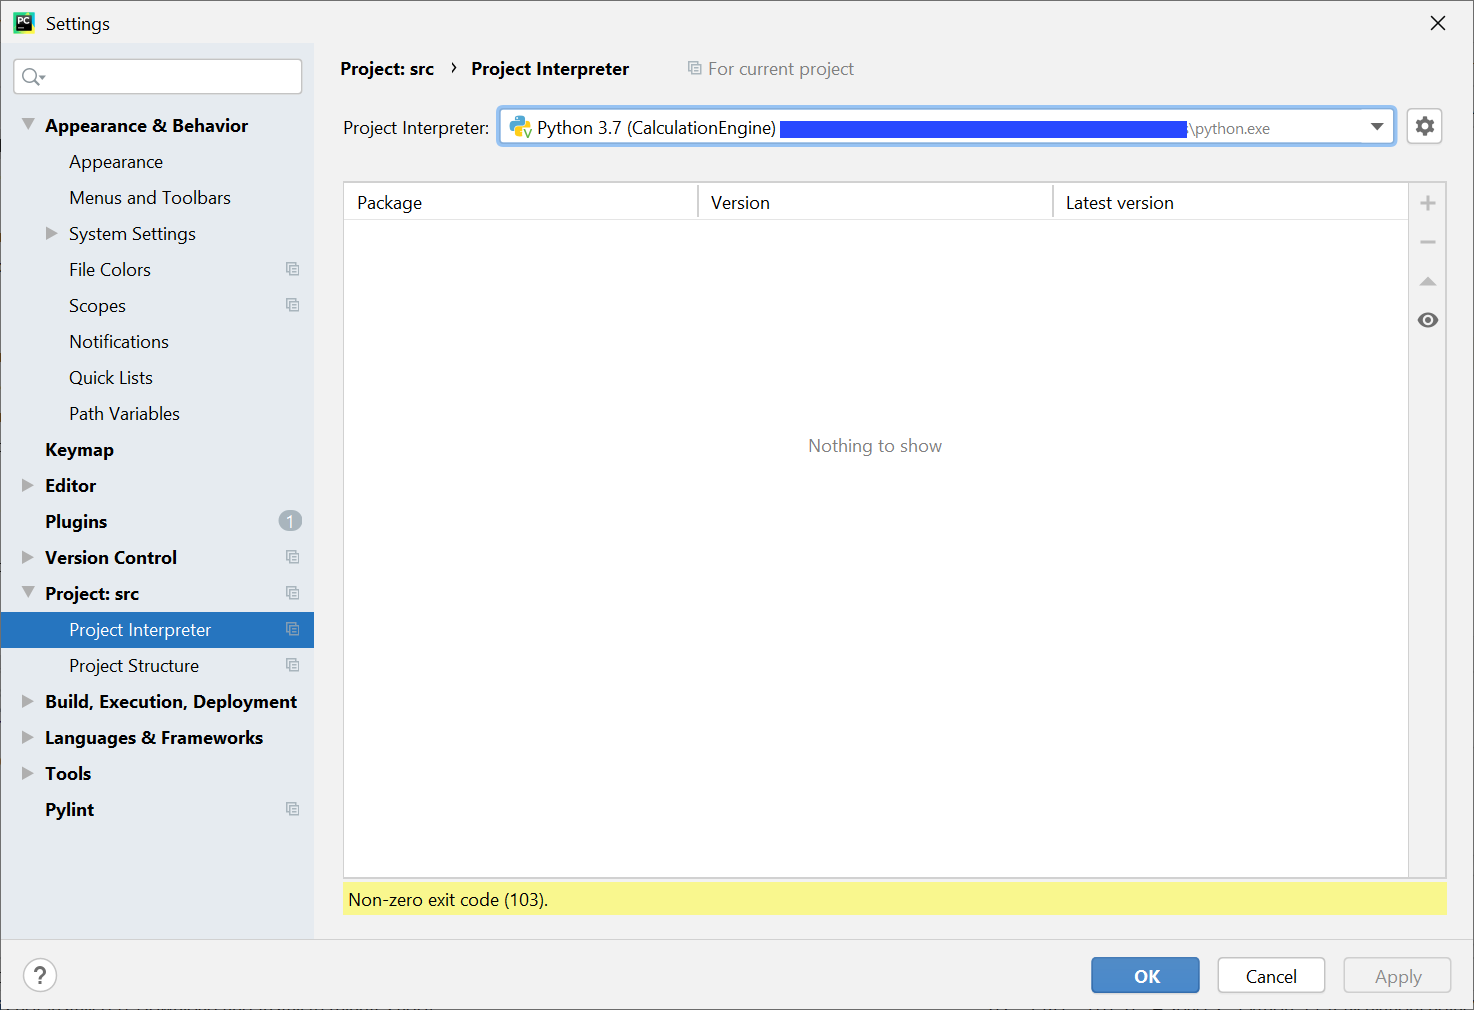 Settings
Project: src › Project Interpreter For current project
Project Interpreter: Python 3.7 (CalculationEngine) \python.exe
Appearance & Behavior
Appearance
Menus and Toolbars
System Settings
File Colors
Scopes
Notifications
Quick Lists
Path Variables
Keymap
Editor
Plugins 1
Version Control
Project: src
Project Interpreter
Project Structure
Build, Execution, Deployment
Languages & Frameworks
Tools
Pylint
Package Version Latest version
Nothing to show
Non-zero exit code (103).
? OK Cancel Apply